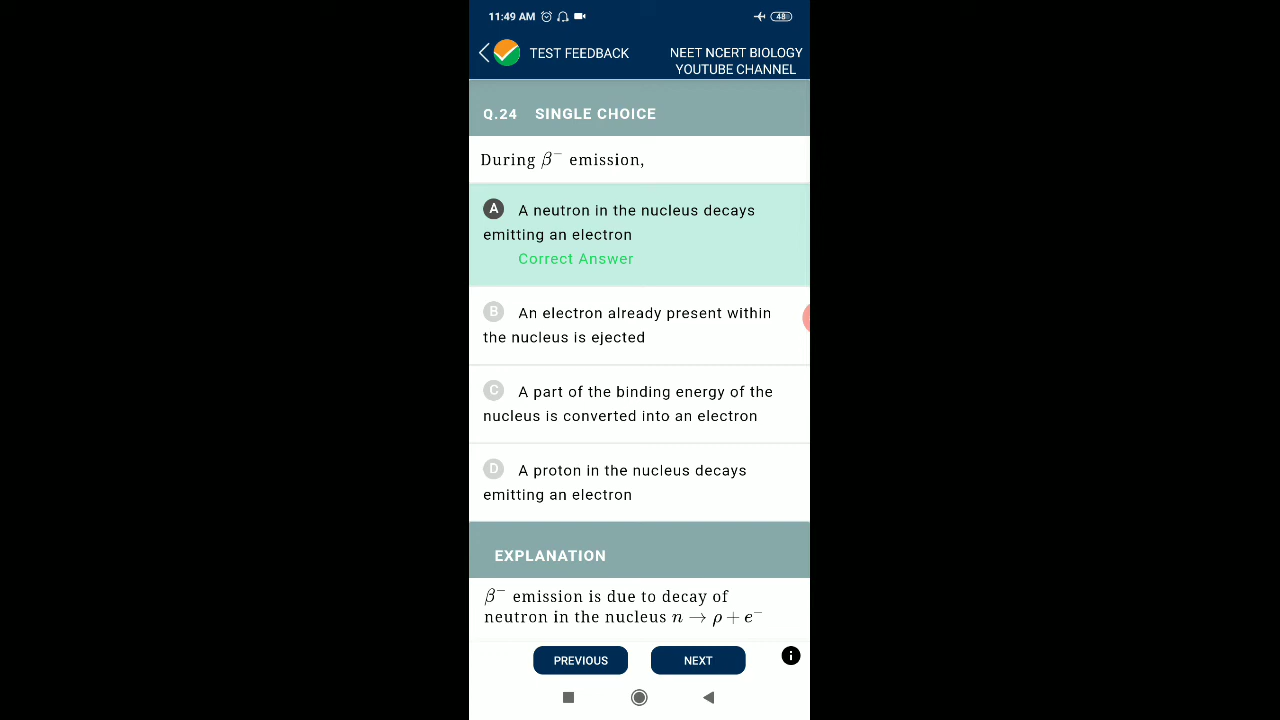 11:49 AM 48
TEST FEEDBACK
NEET NCERT BIOLOGY
YOUTUBE CHANNEL
Q.24 SINGLE CHOICE
During β⁻ emission,
A A neutron in the nucleus decays
emitting an electron
Correct Answer
B An electron already present within
the nucleus is ejected
C A part of the binding energy of the
nucleus is converted into an electron
D A proton in the nucleus decays
emitting an electron
EXPLANATION
β⁻ emission is due to decay of
neutron in the nucleus n → ρ + e⁻
PREVIOUS NEXT i